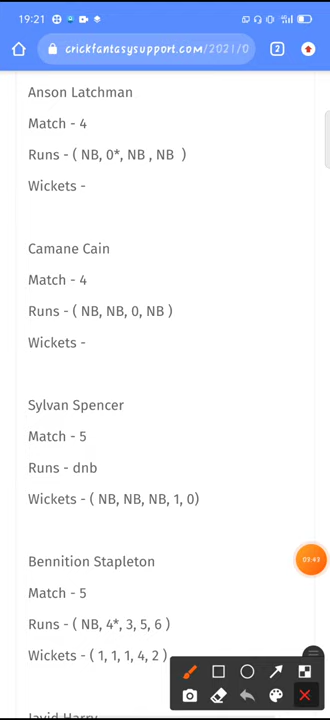 19:21
crickfantasysupport.com/2021/0
2
Anson Latchman
Match - 4
Runs - ( NB, 0*, NB , NB  )
Wickets -
Camane Cain
Match - 4
Runs - ( NB, NB, 0, NB )
Wickets -
Sylvan Spencer
Match - 5
Runs - dnb
Wickets - ( NB, NB, NB, 1, 0)
Bennition Stapleton
Match - 5
Runs - ( NB, 4*, 3, 5, 6 )
Wickets - ( 1, 1, 1, 4, 2 )
Javid Harry